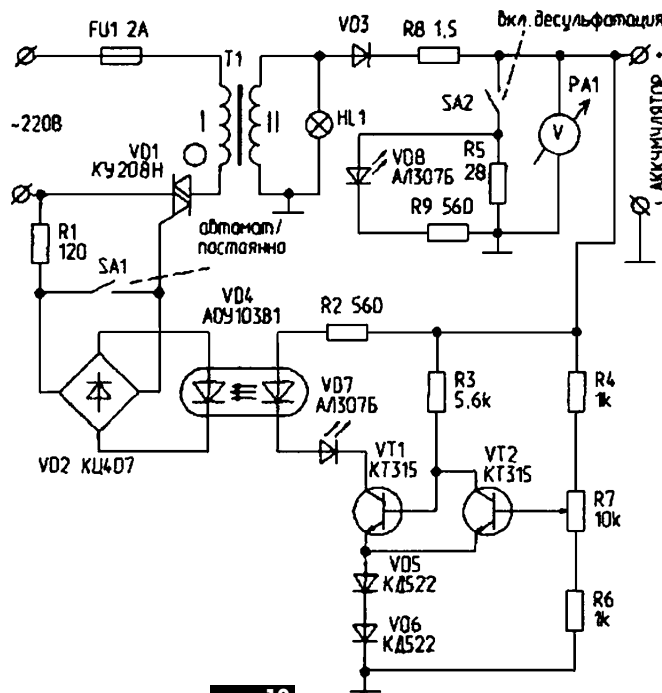 FU1 2А
T1
VD3
R8 1,5
вкл. десульфатация
SA2
PA1
V
+
-
АККУМУЛЯТОР
~220В
I
II
HL1
VD1
КУ208Н
VD8
АЛ307Б
R5
28
R9 560
R1
120
автомат/
постоянно
SA1
VD4
АОУ103В1
R2 560
VD7
АЛ307Б
R3
5,6k
R4
1k
VD2 КЦ407
VT1
КТ315
VT2
КТ315
R7
10k
VD5
КД522
VD6
КД522
R6
1k